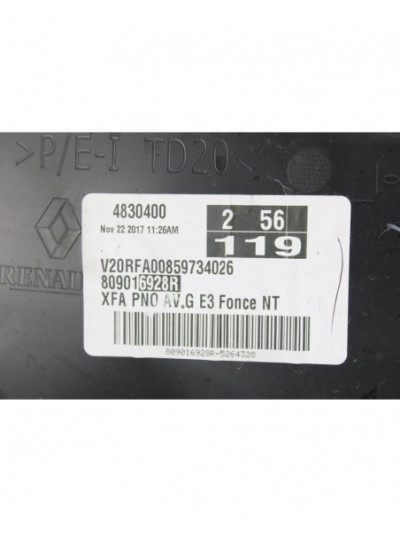 >P/E-I TD20<
RENAU
4830400
Nov 22 2017 11:26AM
2 56
119
V20RFA00859734026
809016928R
XFA PNO AV.G E3 Fonce NT
809016928R-5264328